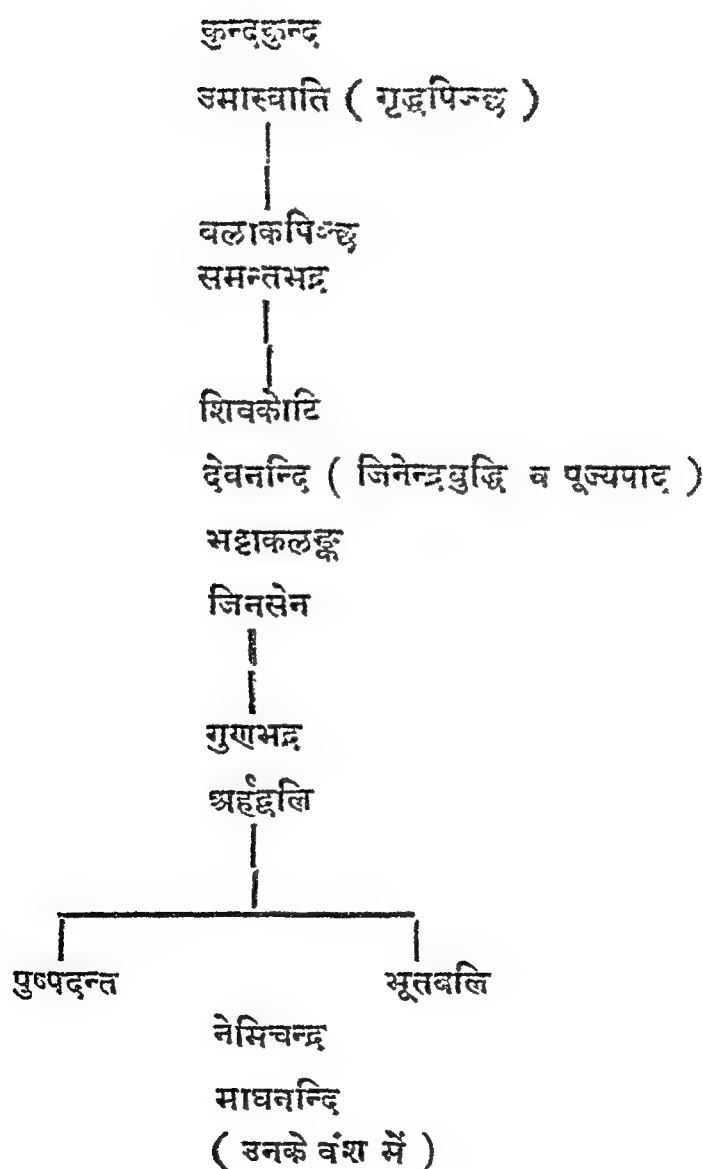 कुन्दकुन्द
उमास्वाति ( गृद्धपिञ्छ )
बलाकपिञ्छ
समन्तभद्र
शिवकोटि
देवनन्दि ( जिनेन्द्रबुद्धि व पूज्यपाद )
भट्टाकलङ्क
जिनसेन
गुणभद्र
अर्हद्बलि
पुष्पदन्त भूतबलि
नेमिचन्द्र
माघनन्दि
( उनके वंश में )